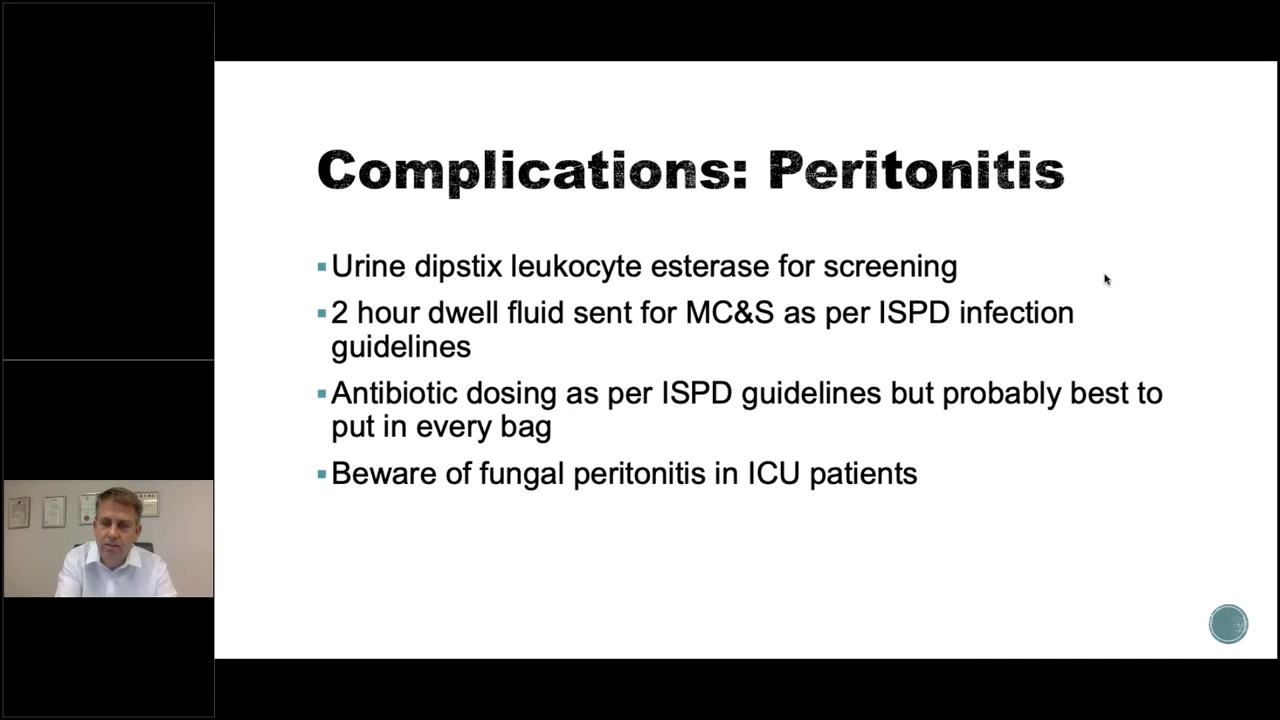 Complications: Peritonitis
Urine dipstix leukocyte esterase for screening
2 hour dwell fluid sent for MC&S as per ISPD infection
guidelines
Antibiotic dosing as per ISPD guidelines but probably best to
put in every bag
Beware of fungal peritonitis in ICU patients